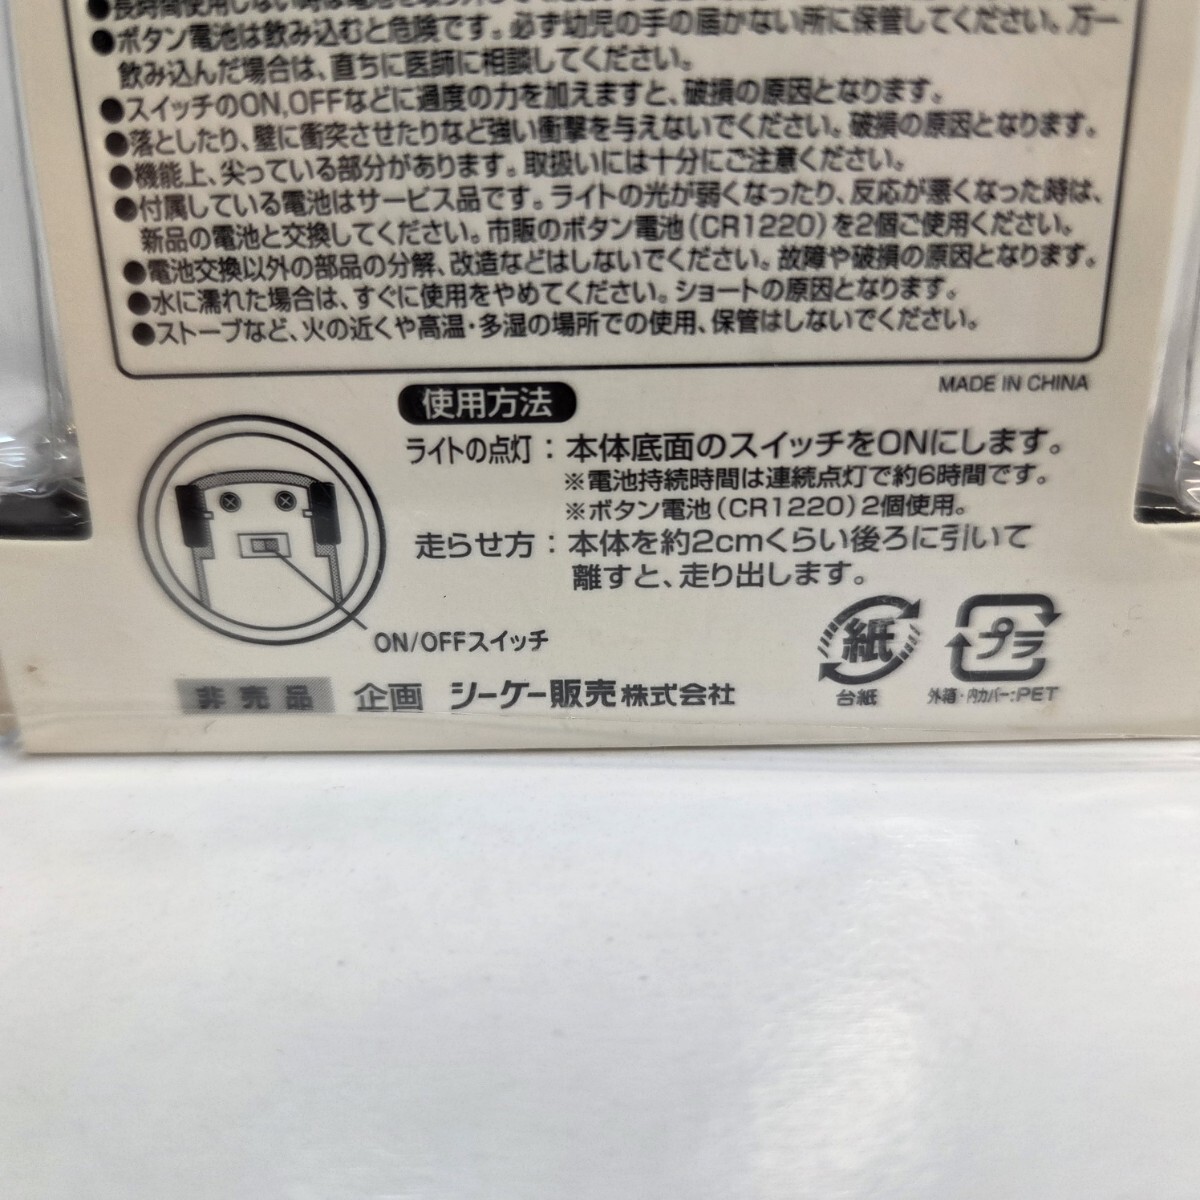 ●長時間使用しない時は電池を取り外して
●ボタン電池は飲み込むと危険です。必ず幼児の手の届かない所に保管してください。万一
飲み込んだ場合は、直ちに医師に相談してください。
●スイッチのON,OFFなどに過度の力を加えますと、破損の原因となります。
●落としたり、壁に衝突させたりなど強い衝撃を与えないでください。破損の原因となります。
●機能上、尖っている部分があります。取扱いには十分にご注意ください。
●付属している電池はサービス品です。ライトの光が弱くなったり、反応が悪くなった時は、
新品の電池と交換してください。市販のボタン電池(CR1220)を2個ご使用ください。
●電池交換以外の部品の分解、改造などはしないでください。故障や破損の原因となります。
●水に濡れた場合は、すぐに使用をやめてください。ショートの原因となります。
●ストーブなど、火の近くや高温・多湿の場所での使用、保管はしないでください。
MADE IN CHINA
使用方法
ライトの点灯：本体底面のスイッチをONにします。
※電池持続時間は連続点灯で約6時間です。
※ボタン電池(CR1220)2個使用。
走らせ方：本体を約2cmくらい後ろに引いて
離すと、走り出します。
ON/OFFスイッチ
紙
台紙
プラ
外箱・内カバー:PET
非売品 企画 シーケー販売株式会社